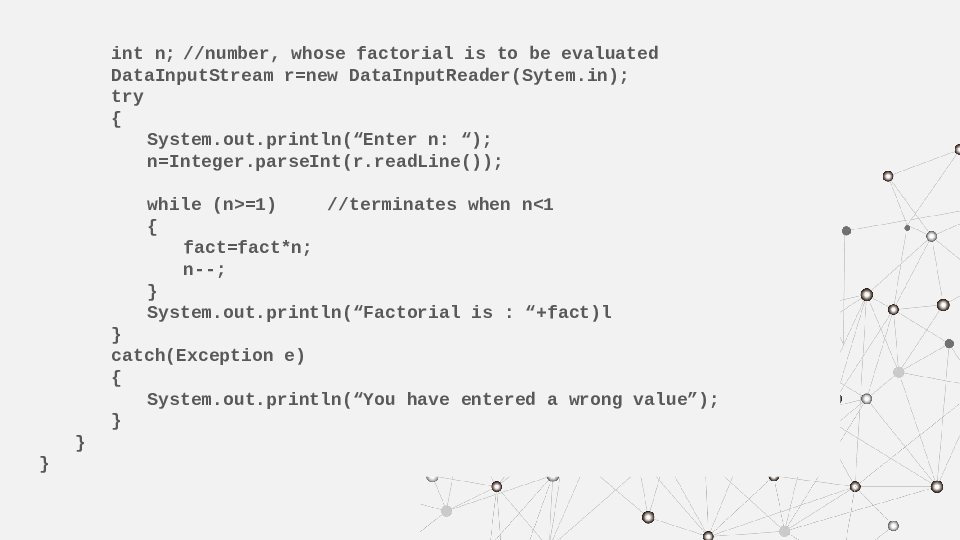 int n; //number, whose factorial is to be evaluated
DataInputStream r=new DataInputReader(Sytem.in);
try
{
System.out.println(“Enter n: “);
n=Integer.parseInt(r.readLine());
while (n>=1) //terminates when n<1
{
fact=fact*n;
n--;
}
System.out.println(“Factorial is : “+fact)l
}
catch(Exception e)
{
System.out.println(“You have entered a wrong value”);
}
}
}